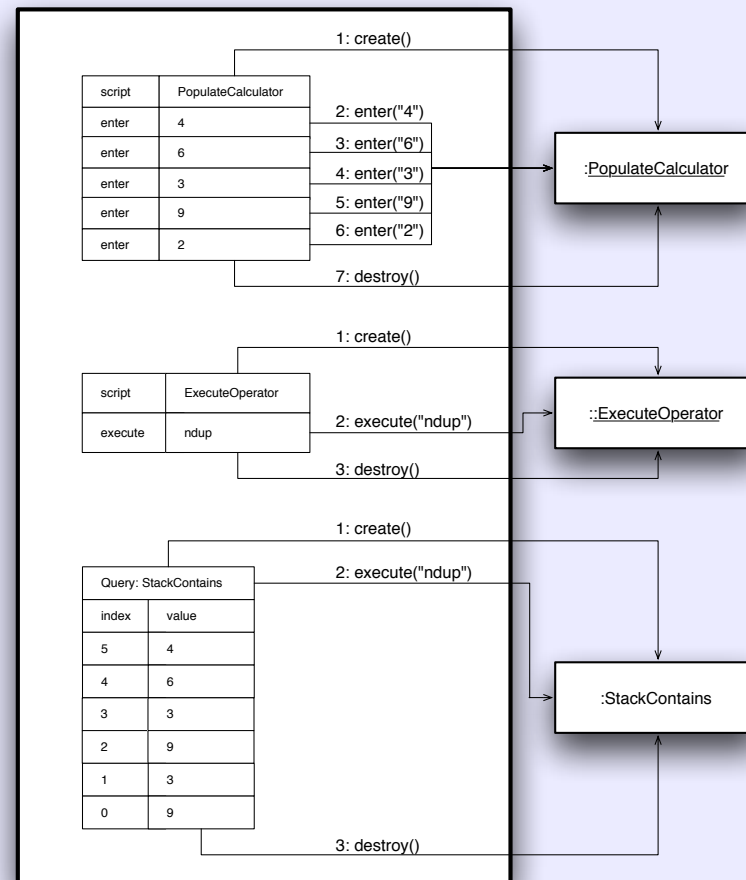 1: create()
script PopulateCalculator
enter 4
2: enter("4")
enter 6
3: enter("6")
enter 3
4: enter("3")
enter 9
5: enter("9")
enter 2
6: enter("2")
:PopulateCalculator
7: destroy()
1: create()
script ExecuteOperator
execute ndup
2: execute("ndup")
::ExecuteOperator
3: destroy()
1: create()
Query: StackContains
2: execute("ndup")
index value
5 4
4 6
3 3
2 9
1 3
0 9
:StackContains
3: destroy()